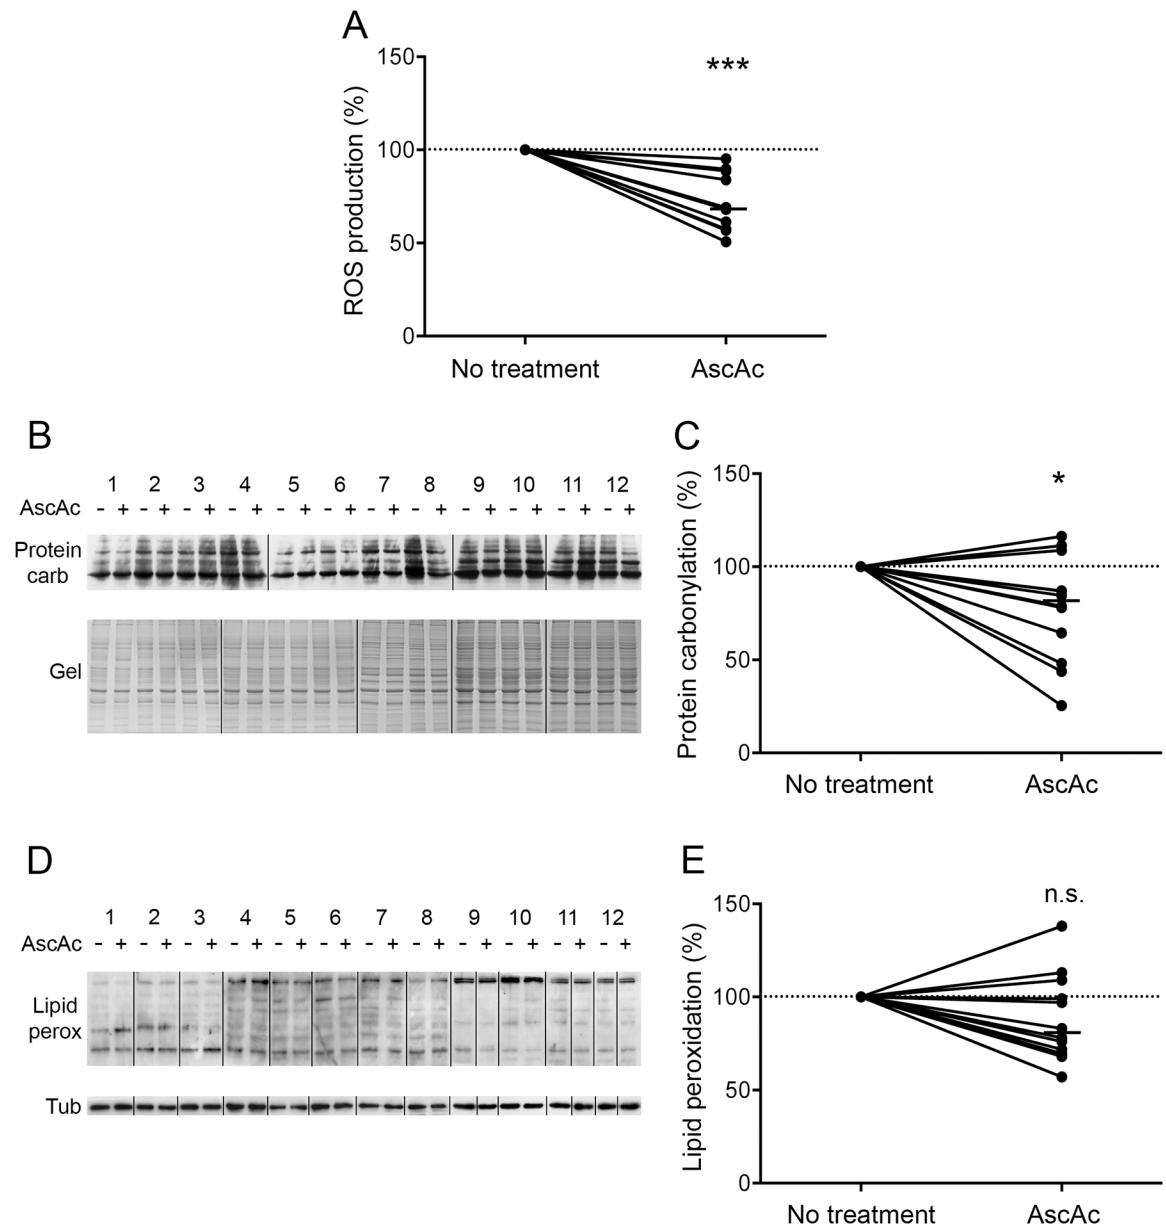 A
ROS production (%)
150
100
50
0
***
No treatment AscAc
B
1 2 3 4 5 6 7 8 9 10 11 12
AscAc - + - + - + - + - + - + - + - + - + - + - + - +
Protein
carb
Gel
C
Protein carbonylation (%)
150
100
50
0
*
No treatment AscAc
D
1 2 3 4 5 6 7 8 9 10 11 12
AscAc - + - + - + - + - + - + - + - + - + - + - + - +
Lipid
perox
Tub
E
Lipid peroxidation (%)
150
100
50
0
n.s.
No treatment AscAc